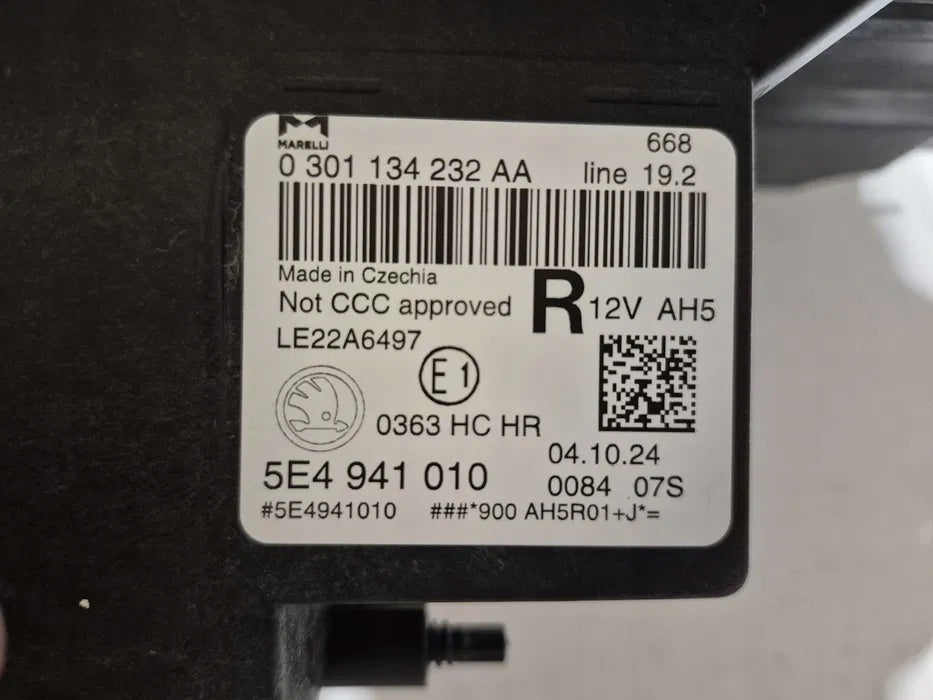 MARELLI
668
0 301 134 232 AA
line 19.2
Made in Czechia
Not CCC approved
R 12V AH5
LE22A6497
E1
0363 HC HR
5E4 941 010
04.10.24
0084 07S
#5E4941010 ###*900 AH5R01+J*=